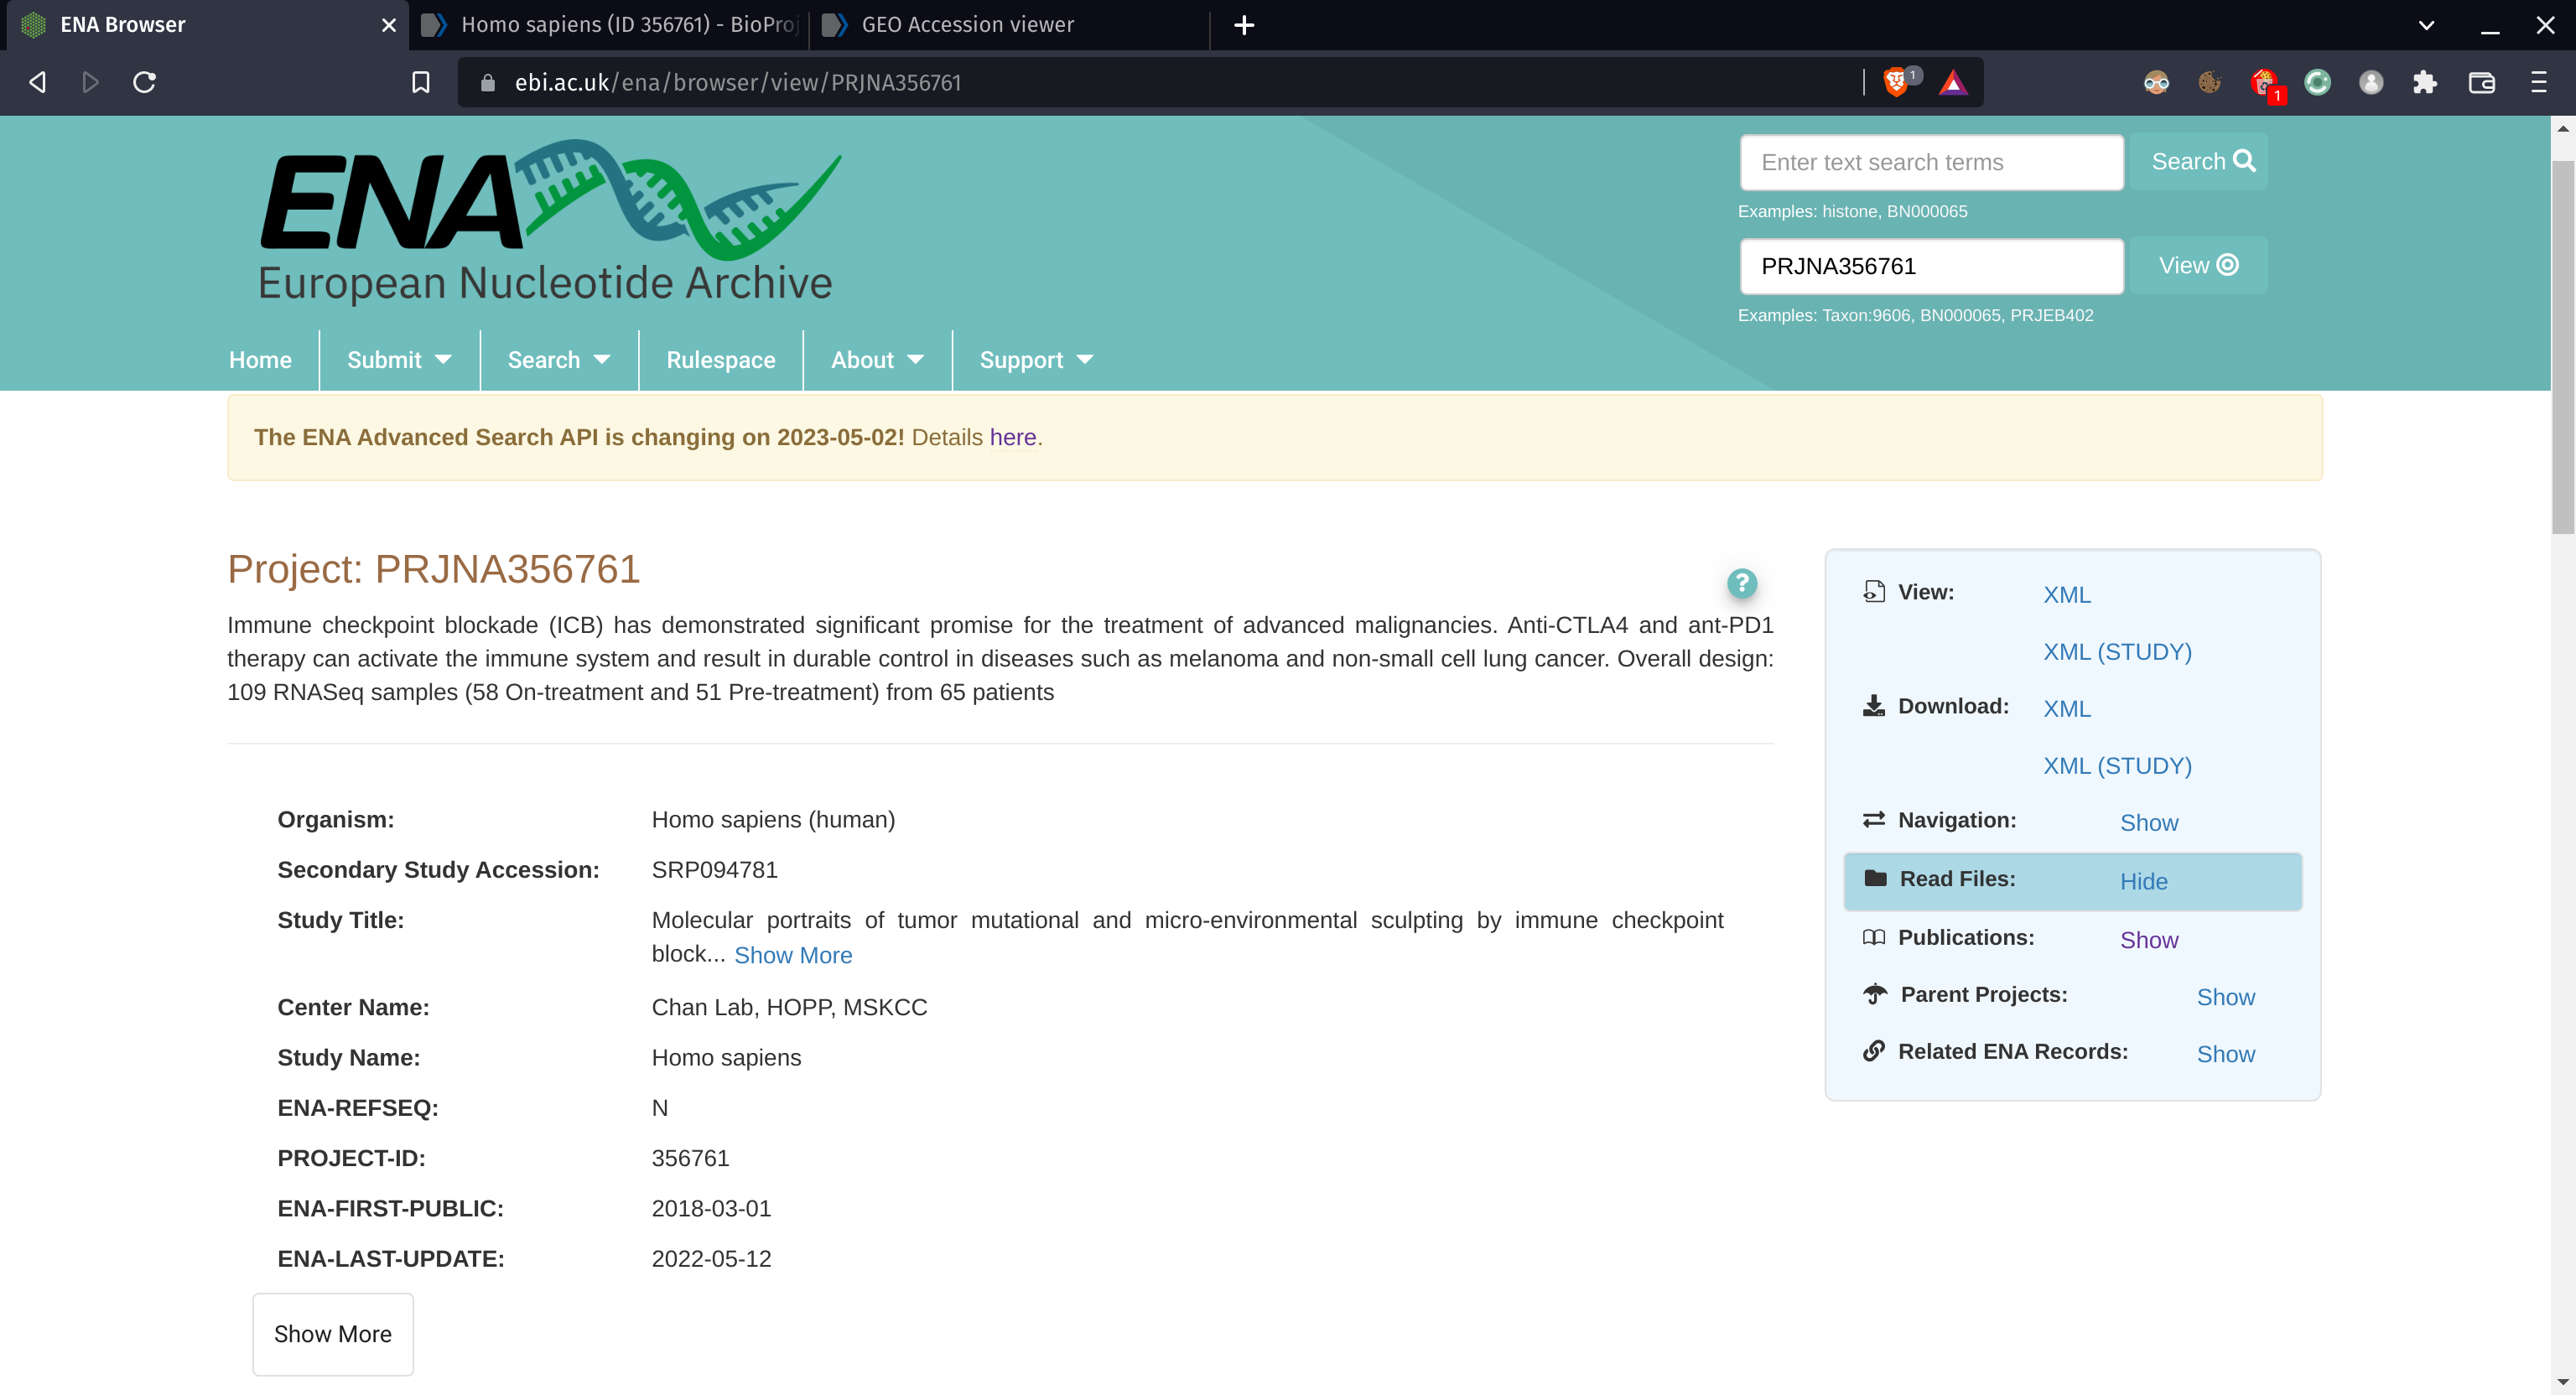 ENA Browser
Homo sapiens (ID 356761) - BioProj
GEO Accession viewer
ebi.ac.uk/ena/browser/view/PRJNA356761
1
1
ENA
European Nucleotide Archive
Enter text search terms
Search
Examples: histone, BN000065
PRJNA356761
View
Examples: Taxon:9606, BN000065, PRJEB402
Home
Submit
Search
Rulespace
About
Support
The ENA Advanced Search API is changing on 2023-05-02! Details here.
Project: PRJNA356761
?
Immune checkpoint blockade (ICB) has demonstrated significant promise for the treatment of advanced malignancies. Anti-CTLA4 and ant-PD1
therapy can activate the immune system and result in durable control in diseases such as melanoma and non-small cell lung cancer. Overall design:
109 RNASeq samples (58 On-treatment and 51 Pre-treatment) from 65 patients
Organism: Homo sapiens (human)
Secondary Study Accession: SRP094781
Study Title: Molecular portraits of tumor mutational and micro-environmental sculpting by immune checkpoint
block... Show More
Center Name: Chan Lab, HOPP, MSKCC
Study Name: Homo sapiens
ENA-REFSEQ: N
PROJECT-ID: 356761
ENA-FIRST-PUBLIC: 2018-03-01
ENA-LAST-UPDATE: 2022-05-12
Show More
View: XML
XML (STUDY)
Download: XML
XML (STUDY)
Navigation: Show
Read Files: Hide
Publications: Show
Parent Projects: Show
Related ENA Records: Show